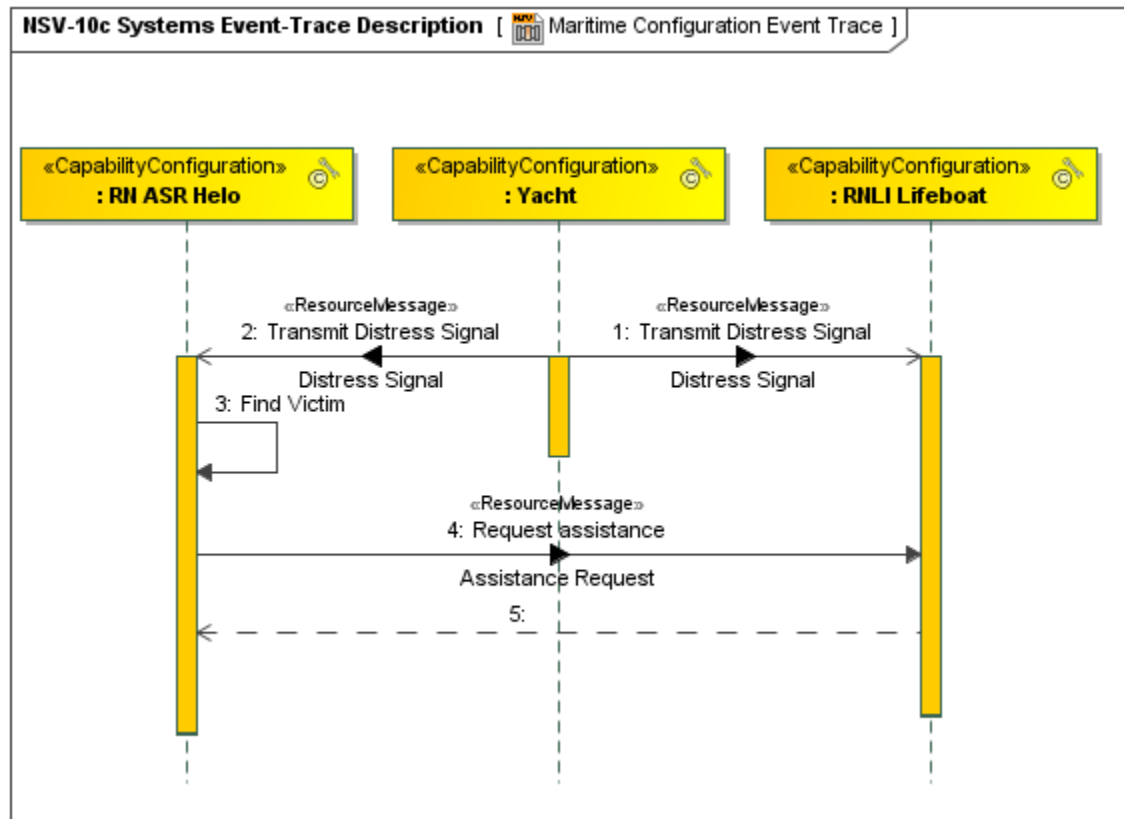 NSV-10c Systems Event-Trace Description [ NSV Maritime Configuration Event Trace ]
«CapabilityConfiguration» ©
: RN ASR Helo
«CapabilityConfiguration» ©
: Yacht
«CapabilityConfiguration» ©
: RNLI Lifeboat
«ResourceMessage»
2: Transmit Distress Signal
Distress Signal
«ResourceMessage»
1: Transmit Distress Signal
Distress Signal
3: Find Victim
«ResourceMessage»
4: Request assistance
Assistance Request
5: